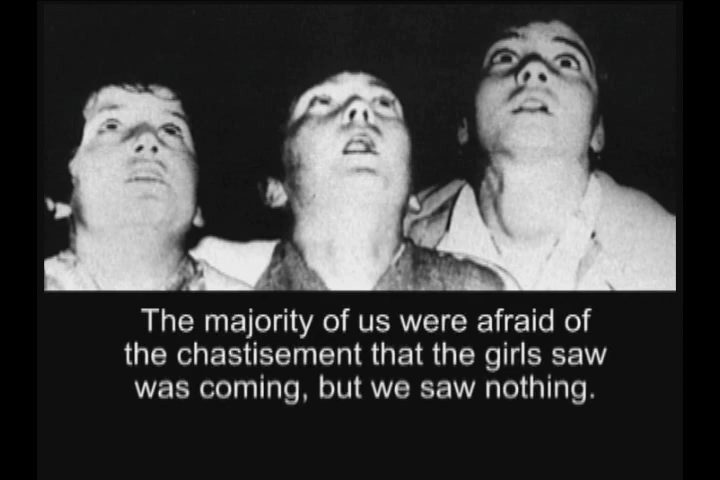 The majority of us were afraid of
the chastisement that the girls saw
was coming, but we saw nothing.